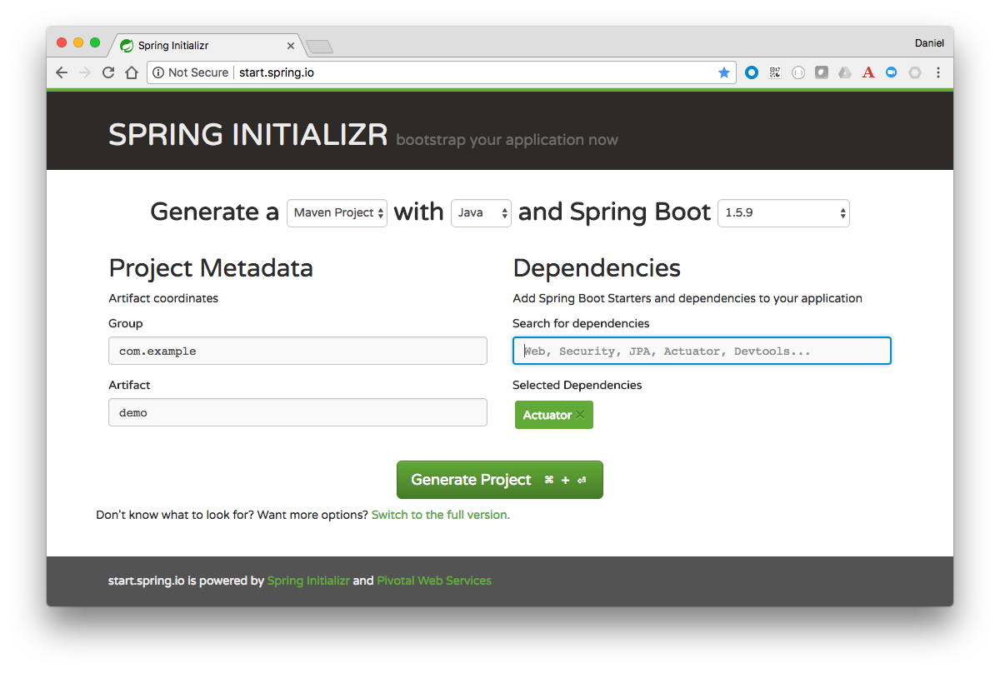 Spring Initializr
Daniel
Not Secure start.spring.io
SPRING INITIALIZR bootstrap your application now
Generate a Maven Project with Java and Spring Boot 1.5.9
Project Metadata
Artifact coordinates
Group
com.example
Artifact
demo
Dependencies
Add Spring Boot Starters and dependencies to your application
Search for dependencies
Web, Security, JPA, Actuator, Devtools...
Selected Dependencies
Actuator ×
Generate Project ⌘ + ⏎
Don't know what to look for? Want more options? Switch to the full version.
start.spring.io is powered by Spring Initializr and Pivotal Web Services